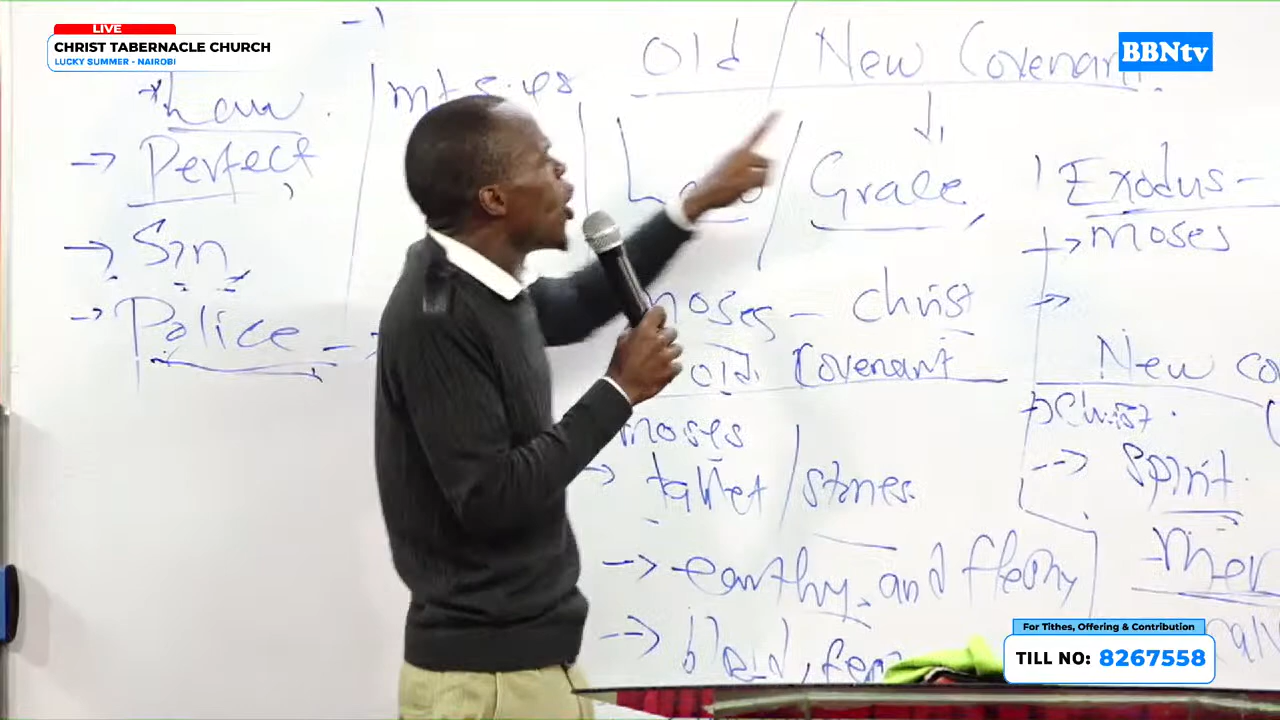 LIVE
CHRIST TABERNACLE CHURCH
LUCKY SUMMER - NAIROBI
BBNtv
Law.
→ Perfect,
→ Sin
→ Police →
Old / New Covenant.
/ Grace,
Moses - Christ
old. Covenant
moses
→ tablet / stones.
→ earthy. and fleshy
→
Exodus -
→ moses
→
New co
→ Christ.
--> Spirit.
For Tithes, Offering & Contribution
TILL NO: 8267558